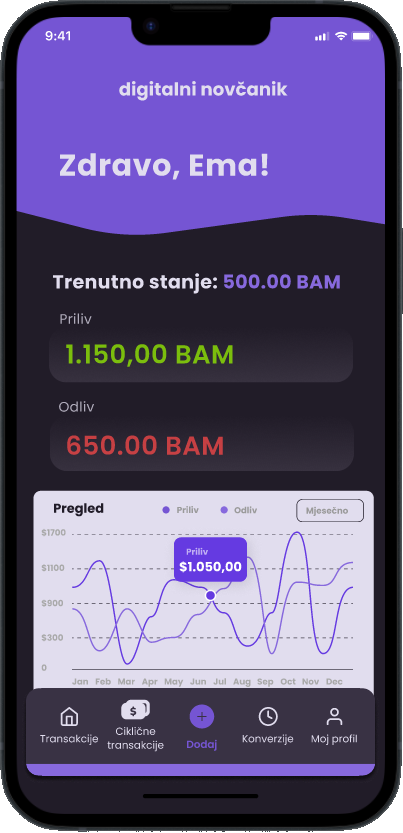 9:41
digitalni novčanik
Zdravo, Ema!
Trenutno stanje: 500.00 BAM
Priliv
1.150,00 BAM
Odliv
650.00 BAM
Pregled
Priliv
Odliv
Mjesečno
$1700
$1100
$900
$300
0
Priliv
$1.050,00
Jan Feb Mar Apr May Jun Jul Aug Sep Oct Nov Dec
$
+
Transakcije
Ciklične
transakcije
Dodaj
Konverzije
Moj profil